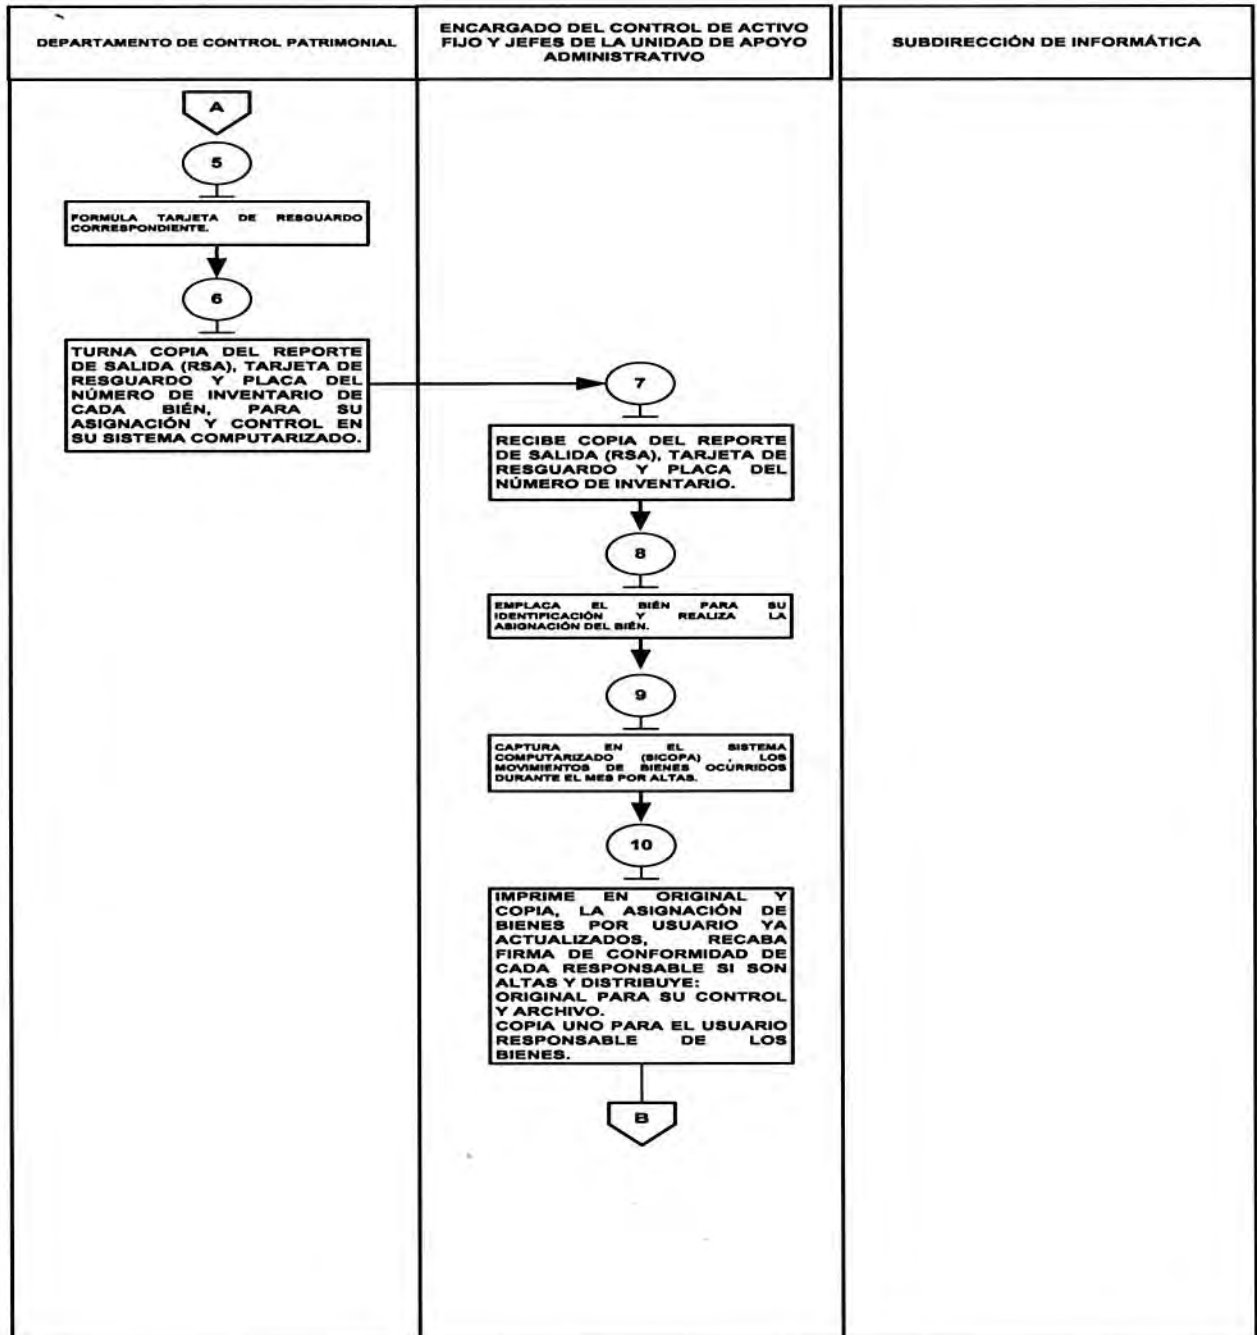 DEPARTAMENTO DE CONTROL PATRIMONIAL
ENCARGADO DEL CONTROL DE ACTIVO
FIJO Y JEFES DE LA UNIDAD DE APOYO
ADMINISTRATIVO
SUBDIRECCIÓN DE INFORMÁTICA
A
5
FORMULA TARJETA DE RESGUARDO
CORRESPONDIENTE.
6
TURNA COPIA DEL REPORTE
DE SALIDA (RSA), TARJETA DE
RESGUARDO Y PLACA DEL
NÚMERO DE INVENTARIO DE
CADA BIÉN, PARA SU
ASIGNACIÓN Y CONTROL EN
SU SISTEMA COMPUTARIZADO.
7
RECIBE COPIA DEL REPORTE
DE SALIDA (RSA), TARJETA DE
RESGUARDO Y PLACA DEL
NÚMERO DE INVENTARIO.
8
EMPLACA EL BIÉN PARA SU
IDENTIFICACIÓN Y REALIZA LA
ASIGNACIÓN DEL BIÉN.
9
CAPTURA EN EL SISTEMA
COMPUTARIZADO (SICOPA) , LOS
MOVIMIENTOS DE BIENES OCURRIDOS
DURANTE EL MES POR ALTAS.
10
IMPRIME EN ORIGINAL Y
COPIA, LA ASIGNACIÓN DE
BIENES POR USUARIO YA
ACTUALIZADOS, RECABA
FIRMA DE CONFORMIDAD DE
CADA RESPONSABLE SI SON
ALTAS Y DISTRIBUYE:
ORIGINAL PARA SU CONTROL
Y ARCHIVO.
COPIA UNO PARA EL USUARIO
RESPONSABLE DE LOS
BIENES.
B